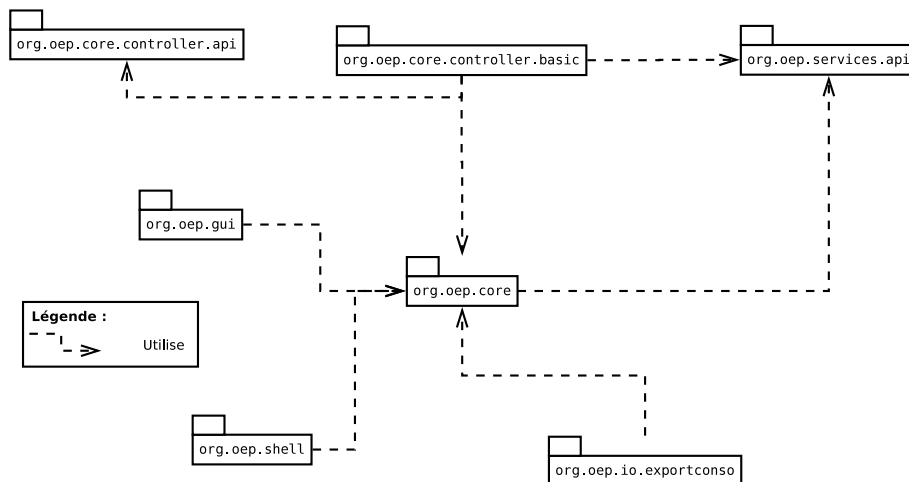 org.oep.core.controller.api
org.oep.core.controller.basic
org.oep.services.api
org.oep.gui
org.oep.core
Légende :
Utilise
org.oep.shell
org.oep.io.exportconso